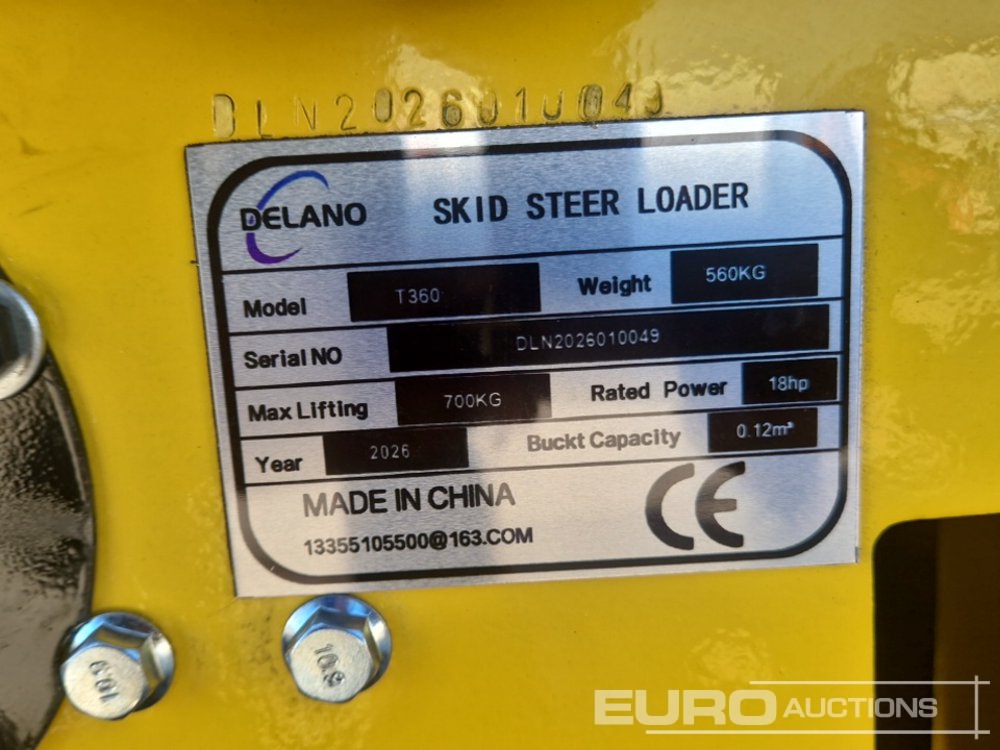 DLN2026010049
DELANO SKID STEER LOADER
Model T360 Weight 560KG
Serial NO DLN2026010049
Max Lifting 700KG Rated Power 18hp
Year 2026 Buckt Capacity 0.12m³
MADE IN CHINA
13355105500@163.COM
CE
10.9
10.9
EURO AUCTIONS